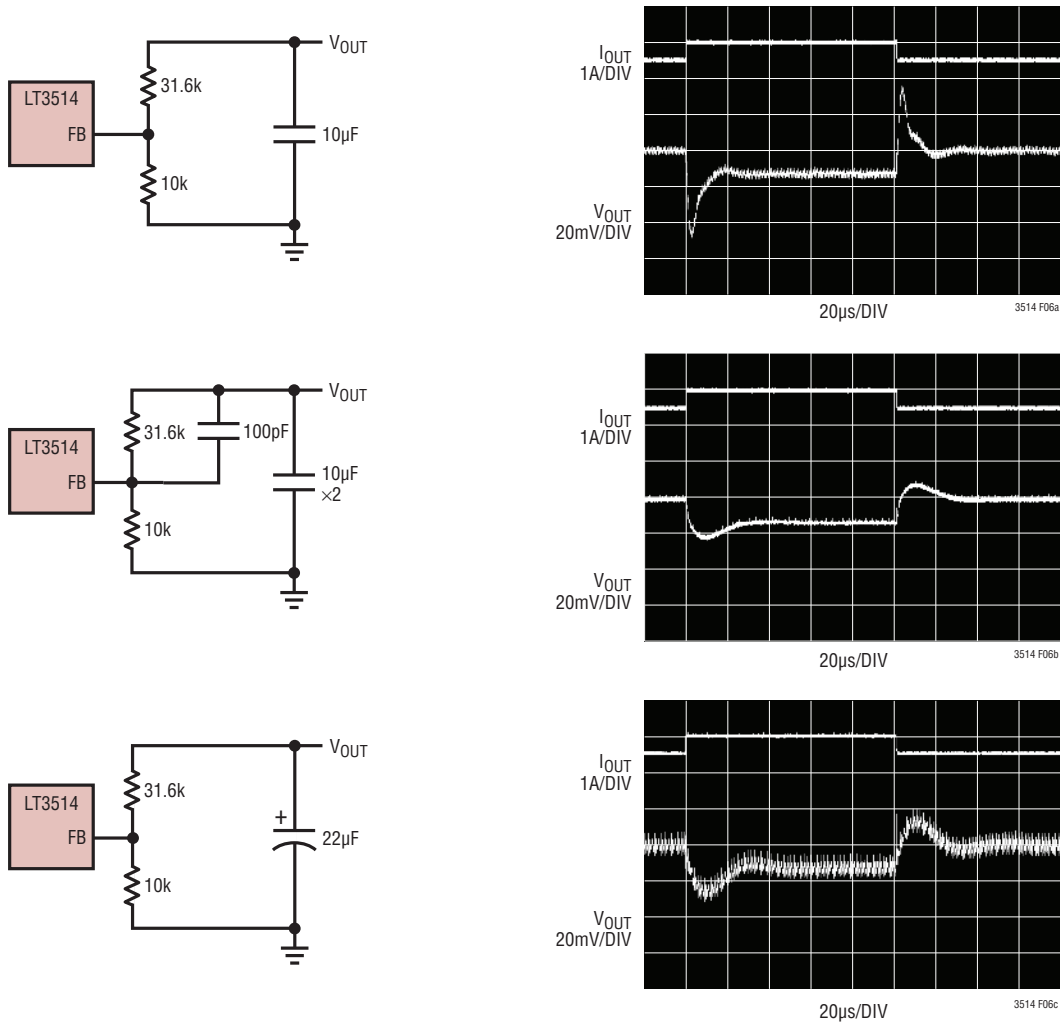 LT3514
FB
31.6k
10k
V_OUT
10µF
I_OUT
1A/DIV
V_OUT
20mV/DIV
20µs/DIV
3514 F06a
LT3514
FB
31.6k
10k
100pF
V_OUT
10µF
×2
I_OUT
1A/DIV
V_OUT
20mV/DIV
20µs/DIV
3514 F06b
LT3514
FB
31.6k
10k
V_OUT
+
22µF
I_OUT
1A/DIV
V_OUT
20mV/DIV
20µs/DIV
3514 F06c